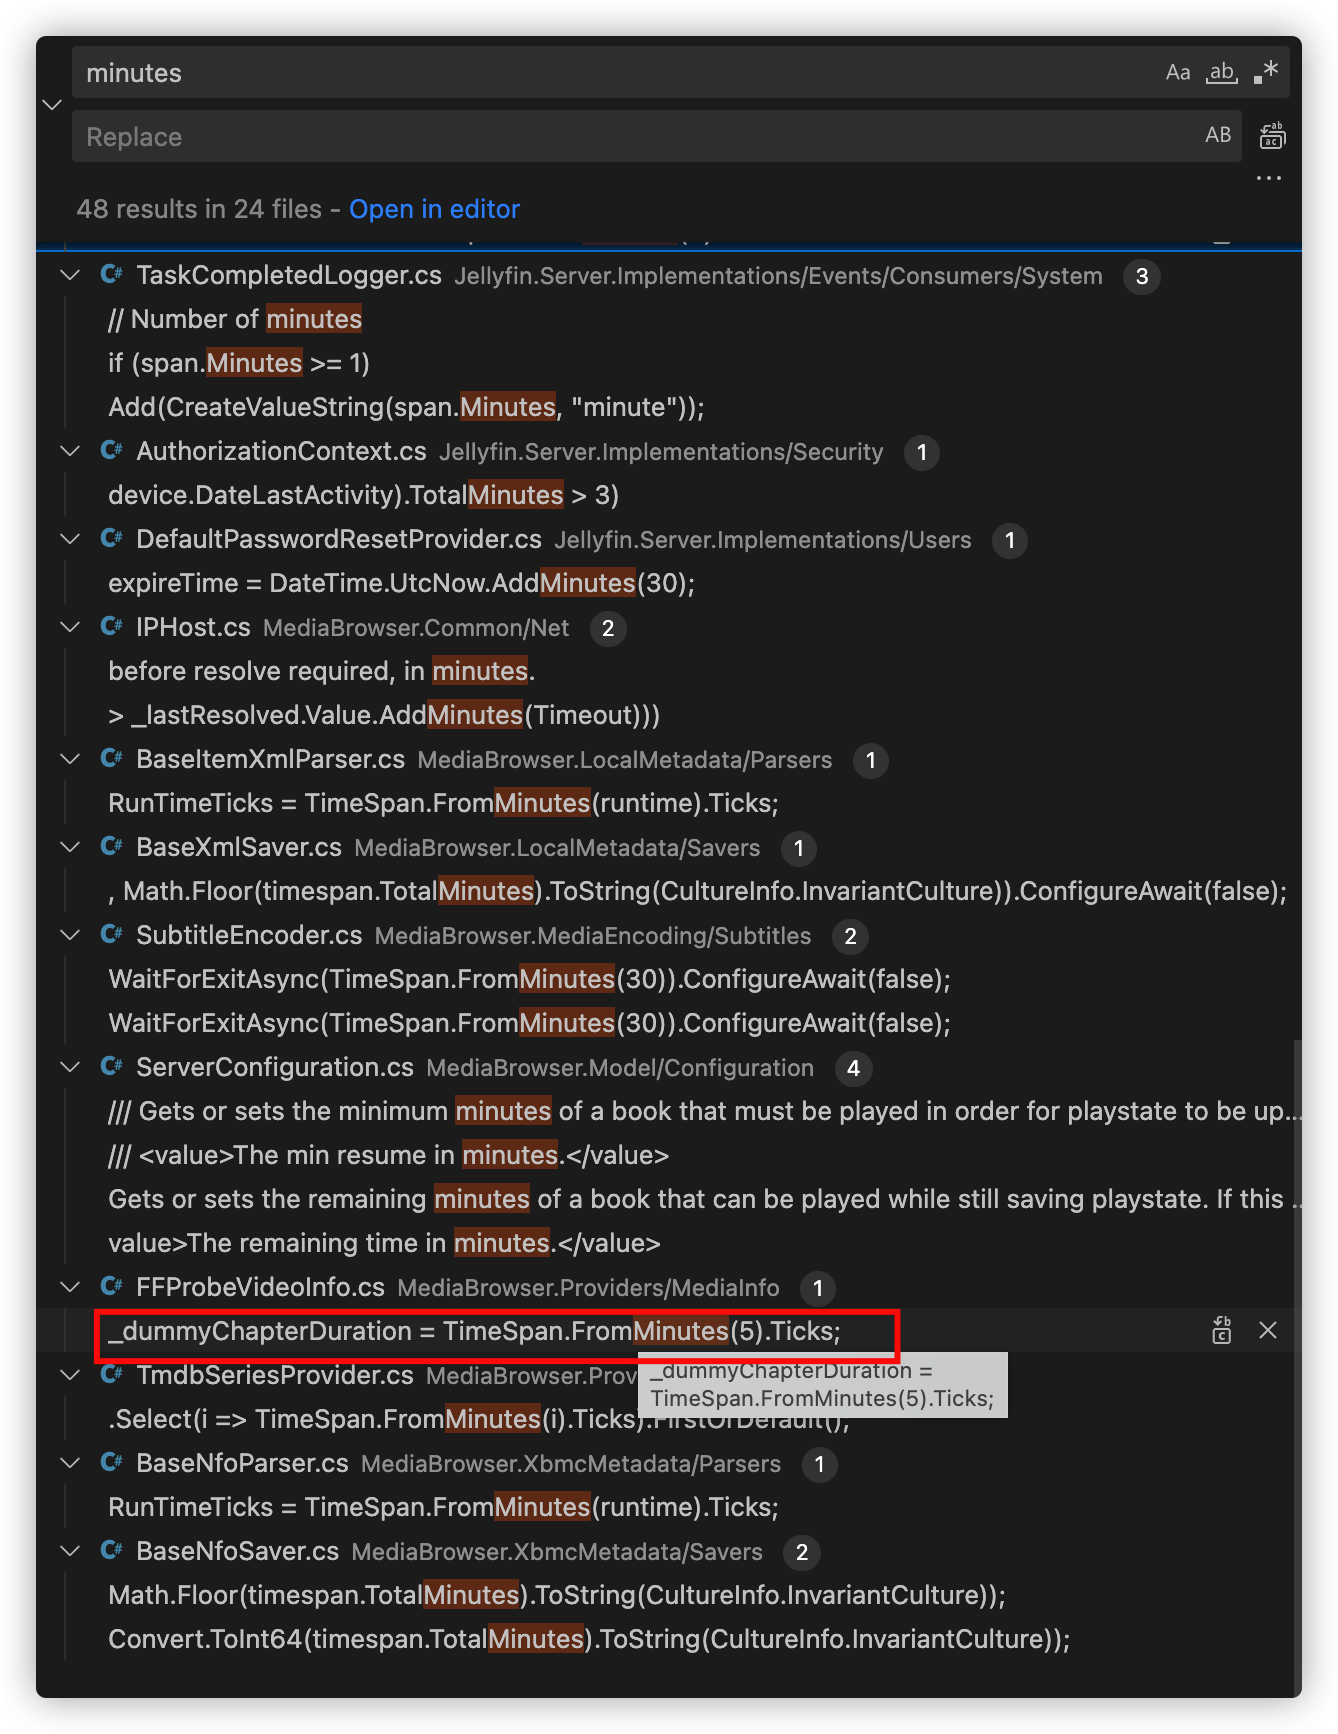 minutes
Aa ab .*
Replace
AB
ab
ac
...
48 results in 24 files - Open in editor
C# TaskCompletedLogger.cs Jellyfin.Server.Implementations/Events/Consumers/System 3
// Number of minutes
if (span.Minutes >= 1)
Add(CreateValueString(span.Minutes, "minute"));
C# AuthorizationContext.cs Jellyfin.Server.Implementations/Security 1
device.DateLastActivity).TotalMinutes > 3)
C# DefaultPasswordResetProvider.cs Jellyfin.Server.Implementations/Users 1
expireTime = DateTime.UtcNow.AddMinutes(30);
C# IPHost.cs MediaBrowser.Common/Net 2
before resolve required, in minutes.
> _lastResolved.Value.AddMinutes(Timeout)))
C# BaseItemXmlParser.cs MediaBrowser.LocalMetadata/Parsers 1
RunTimeTicks = TimeSpan.FromMinutes(runtime).Ticks;
C# BaseXmlSaver.cs MediaBrowser.LocalMetadata/Savers 1
, Math.Floor(timespan.TotalMinutes).ToString(CultureInfo.InvariantCulture)).ConfigureAwait(false);
C# SubtitleEncoder.cs MediaBrowser.MediaEncoding/Subtitles 2
WaitForExitAsync(TimeSpan.FromMinutes(30)).ConfigureAwait(false);
WaitForExitAsync(TimeSpan.FromMinutes(30)).ConfigureAwait(false);
C# ServerConfiguration.cs MediaBrowser.Model/Configuration 4
/// Gets or sets the minimum minutes of a book that must be played in order for playstate to be up...
/// <value>The min resume in minutes.</value>
Gets or sets the remaining minutes of a book that can be played while still saving playstate. If this ...
value>The remaining time in minutes.</value>
C# FFProbeVideoInfo.cs MediaBrowser.Providers/MediaInfo 1
_dummyChapterDuration = TimeSpan.FromMinutes(5).Ticks;
C# TmdbSeriesProvider.cs MediaBrowser.Prov
_dummyChapterDuration =
TimeSpan.FromMinutes(5).Ticks;
.Select(i => TimeSpan.FromMinutes(i).Ticks).FirstOrDefault();
C# BaseNfoParser.cs MediaBrowser.XbmcMetadata/Parsers 1
RunTimeTicks = TimeSpan.FromMinutes(runtime).Ticks;
C# BaseNfoSaver.cs MediaBrowser.XbmcMetadata/Savers 2
Math.Floor(timespan.TotalMinutes).ToString(CultureInfo.InvariantCulture));
Convert.ToInt64(timespan.TotalMinutes).ToString(CultureInfo.InvariantCulture));